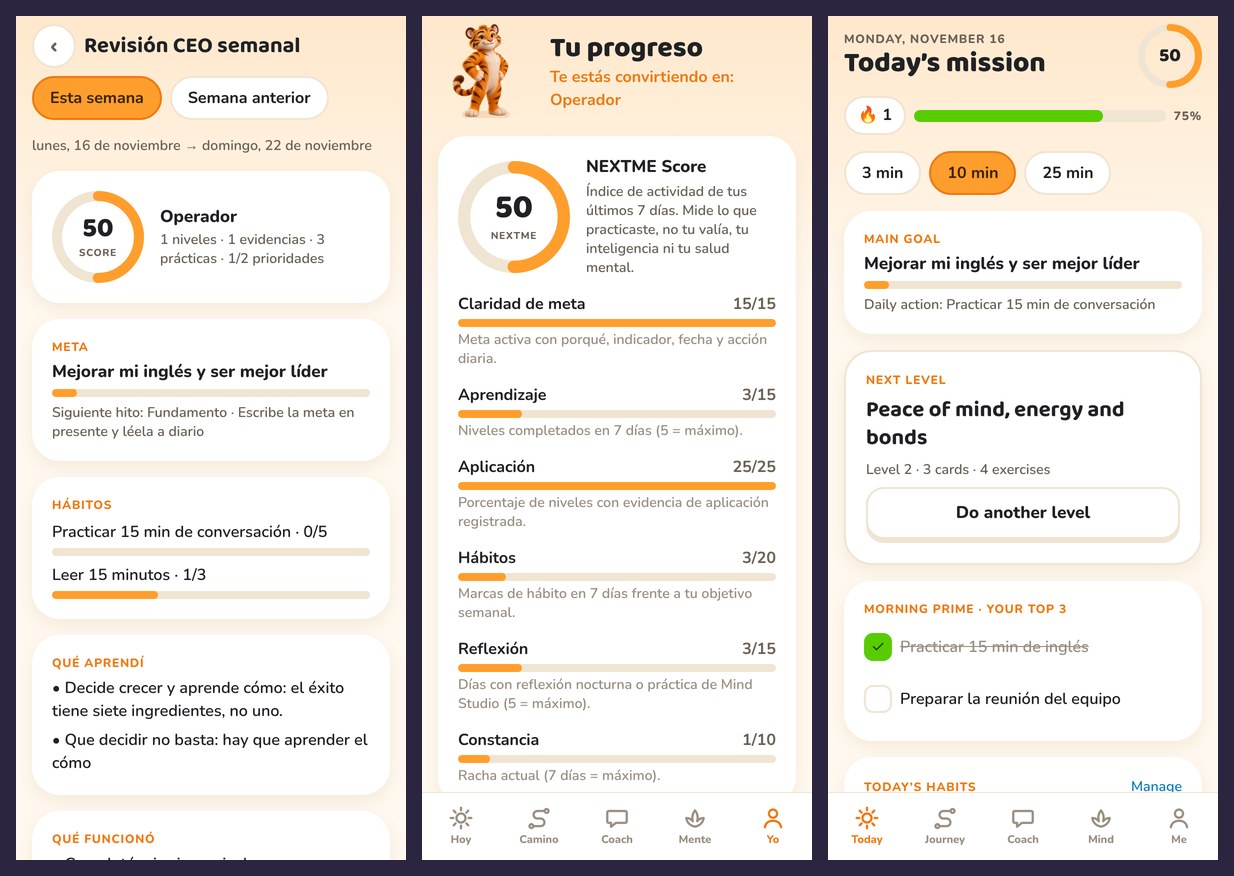 Revisión CEO semanal
Esta semana
Semana anterior
lunes, 16 de noviembre → domingo, 22 de noviembre
50
SCORE
Operador
1 niveles · 1 evidencias · 3
prácticas · 1/2 prioridades
META
Mejorar mi inglés y ser mejor líder
Siguiente hito: Fundamento · Escribe la meta en
presente y léela a diario
HÁBITOS
Practicar 15 min de conversación · 0/5
Leer 15 minutos · 1/3
QUÉ APRENDÍ
• Decide crecer y aprende cómo: el éxito
tiene siete ingredientes, no uno.
• Que decidir no basta: hay que aprender el
cómo
QUÉ FUNCIONÓ
Tu progreso
Te estás convirtiendo en:
Operador
50
NEXTME
NEXTME Score
Índice de actividad de tus
últimos 7 días. Mide lo que
practicaste, no tu valía, tu
inteligencia ni tu salud
mental.
Claridad de meta 15/15
Meta activa con porqué, indicador, fecha y acción
diaria.
Aprendizaje 3/15
Niveles completados en 7 días (5 = máximo).
Aplicación 25/25
Porcentaje de niveles con evidencia de aplicación
registrada.
Hábitos 3/20
Marcas de hábito en 7 días frente a tu objetivo
semanal.
Reflexión 3/15
Días con reflexión nocturna o práctica de Mind
Studio (5 = máximo).
Constancia 1/10
Racha actual (7 días = máximo).
Hoy Camino Coach Mente Yo
MONDAY, NOVEMBER 16
Today's mission
50
1
75%
3 min
10 min
25 min
MAIN GOAL
Mejorar mi inglés y ser mejor líder
Daily action: Practicar 15 min de conversación
NEXT LEVEL
Peace of mind, energy and
bonds
Level 2 · 3 cards · 4 exercises
Do another level
MORNING PRIME · YOUR TOP 3
Practicar 15 min de inglés
Preparar la reunión del equipo
TODAY'S HABITS Manage
Today Journey Coach Mind Me